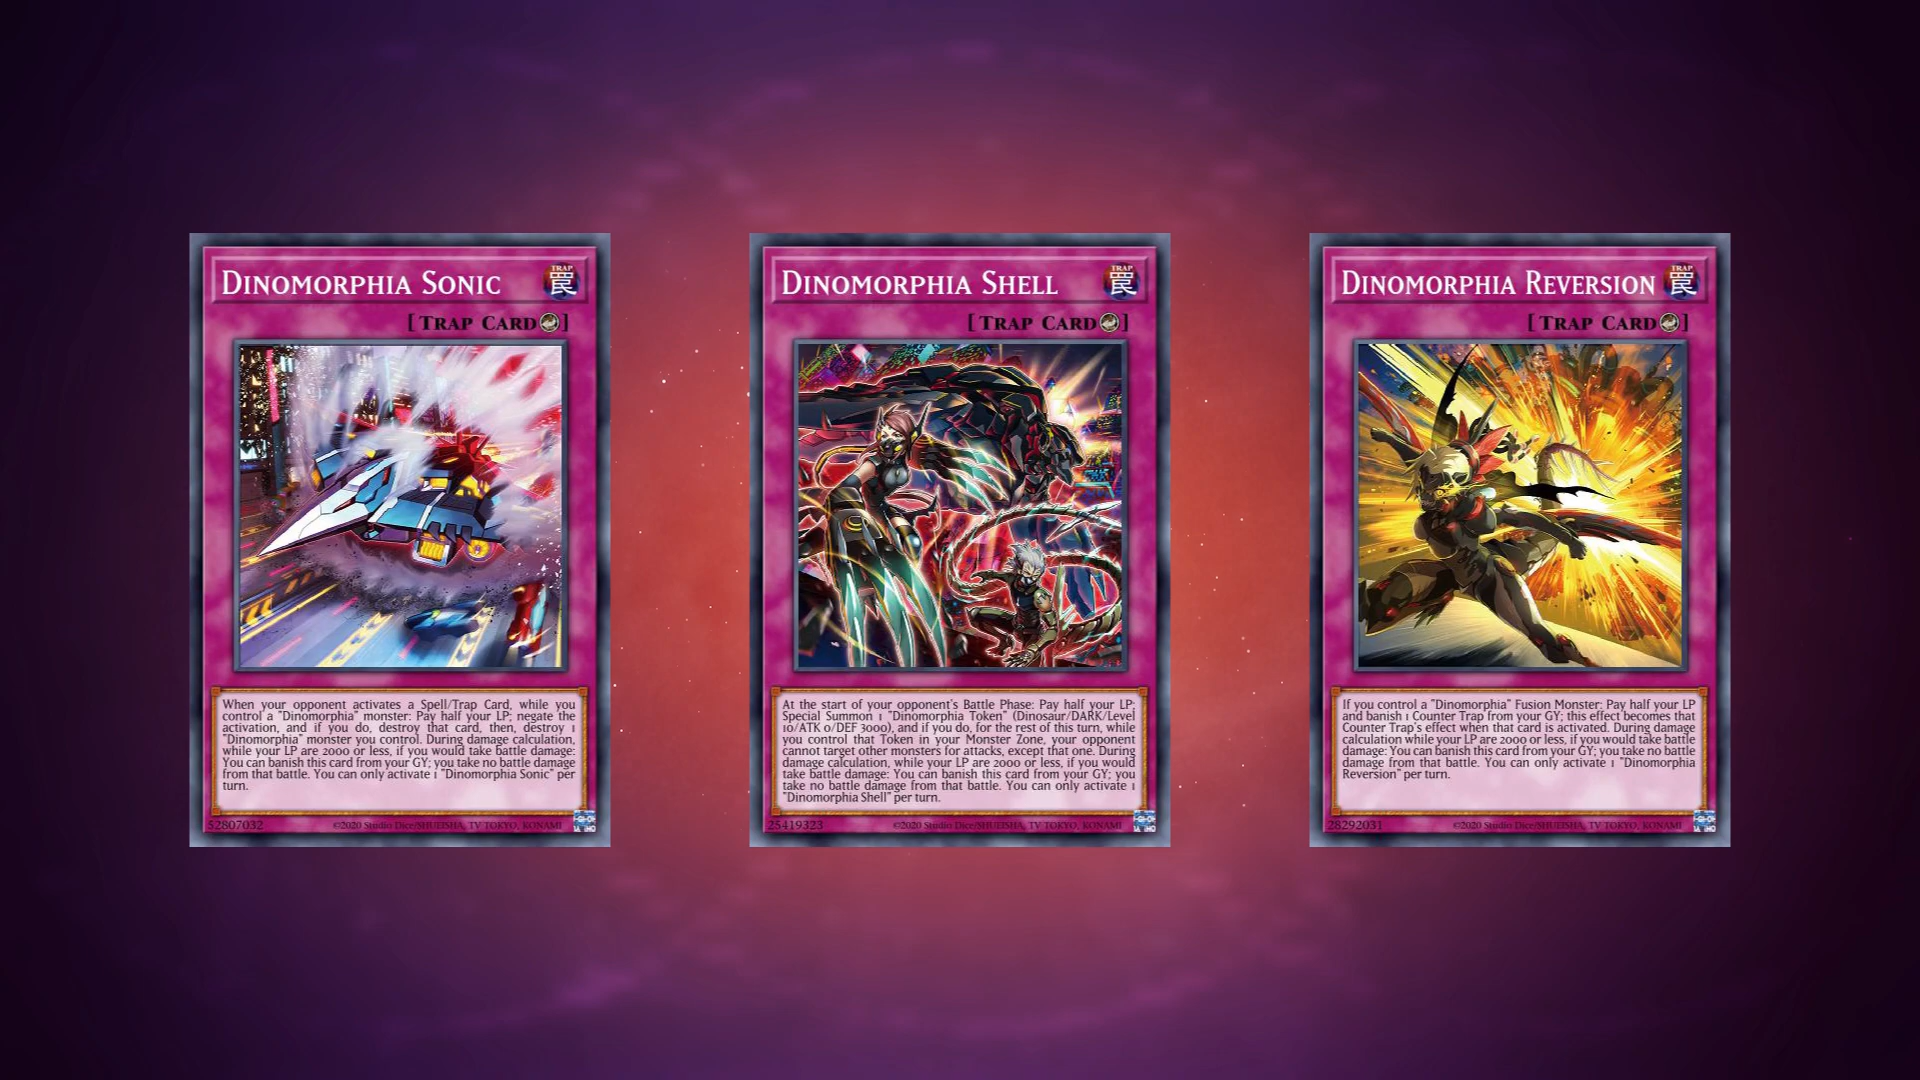 DINOMORPHIA SONIC
TRAP
罠
[TRAP CARD]
When your opponent activates a Spell/Trap Card, while you
control a "Dinomorphia" monster: Pay half your LP; negate the
activation, and if you do, destroy that card, then, destroy 1
"Dinomorphia" monster you control. During damage calculation,
while your LP are 2000 or less, if you would take battle damage:
You can banish this card from your GY; you take no battle damage
from that battle. You can only activate 1 "Dinomorphia Sonic" per
turn.
52807032
©2020 Studio Dice/SHUEISHA, TV TOKYO, KONAMI
DINOMORPHIA SHELL
TRAP
罠
[TRAP CARD]
At the start of your opponent's Battle Phase: Pay half your LP;
Special Summon 1 "Dinomorphia Token" (Dinosaur/DARK/Level
10/ATK 0/DEF 3000), and if you do, for the rest of this turn, while
you control that Token in your Monster Zone, your opponent
cannot target other monsters for attacks, except that one. During
damage calculation, while your LP are 2000 or less, if you would
take battle damage: You can banish this card from your GY; you
take no battle damage from that battle. You can only activate 1
"Dinomorphia Shell" per turn.
25419323
©2020 Studio Dice/SHUEISHA, TV TOKYO, KONAMI
DINOMORPHIA REVERSION
TRAP
罠
[TRAP CARD]
If you control a "Dinomorphia" Fusion Monster: Pay half your LP
and banish 1 Counter Trap from your GY; this effect becomes that
Counter Trap's effect when that card is activated. During damage
calculation while your LP are 2000 or less, if you would take battle
damage: You can banish this card from your GY; you take no battle
damage from that battle. You can only activate 1 "Dinomorphia
Reversion" per turn.
28292031
©2020 Studio Dice/SHUEISHA, TV TOKYO, KONAMI